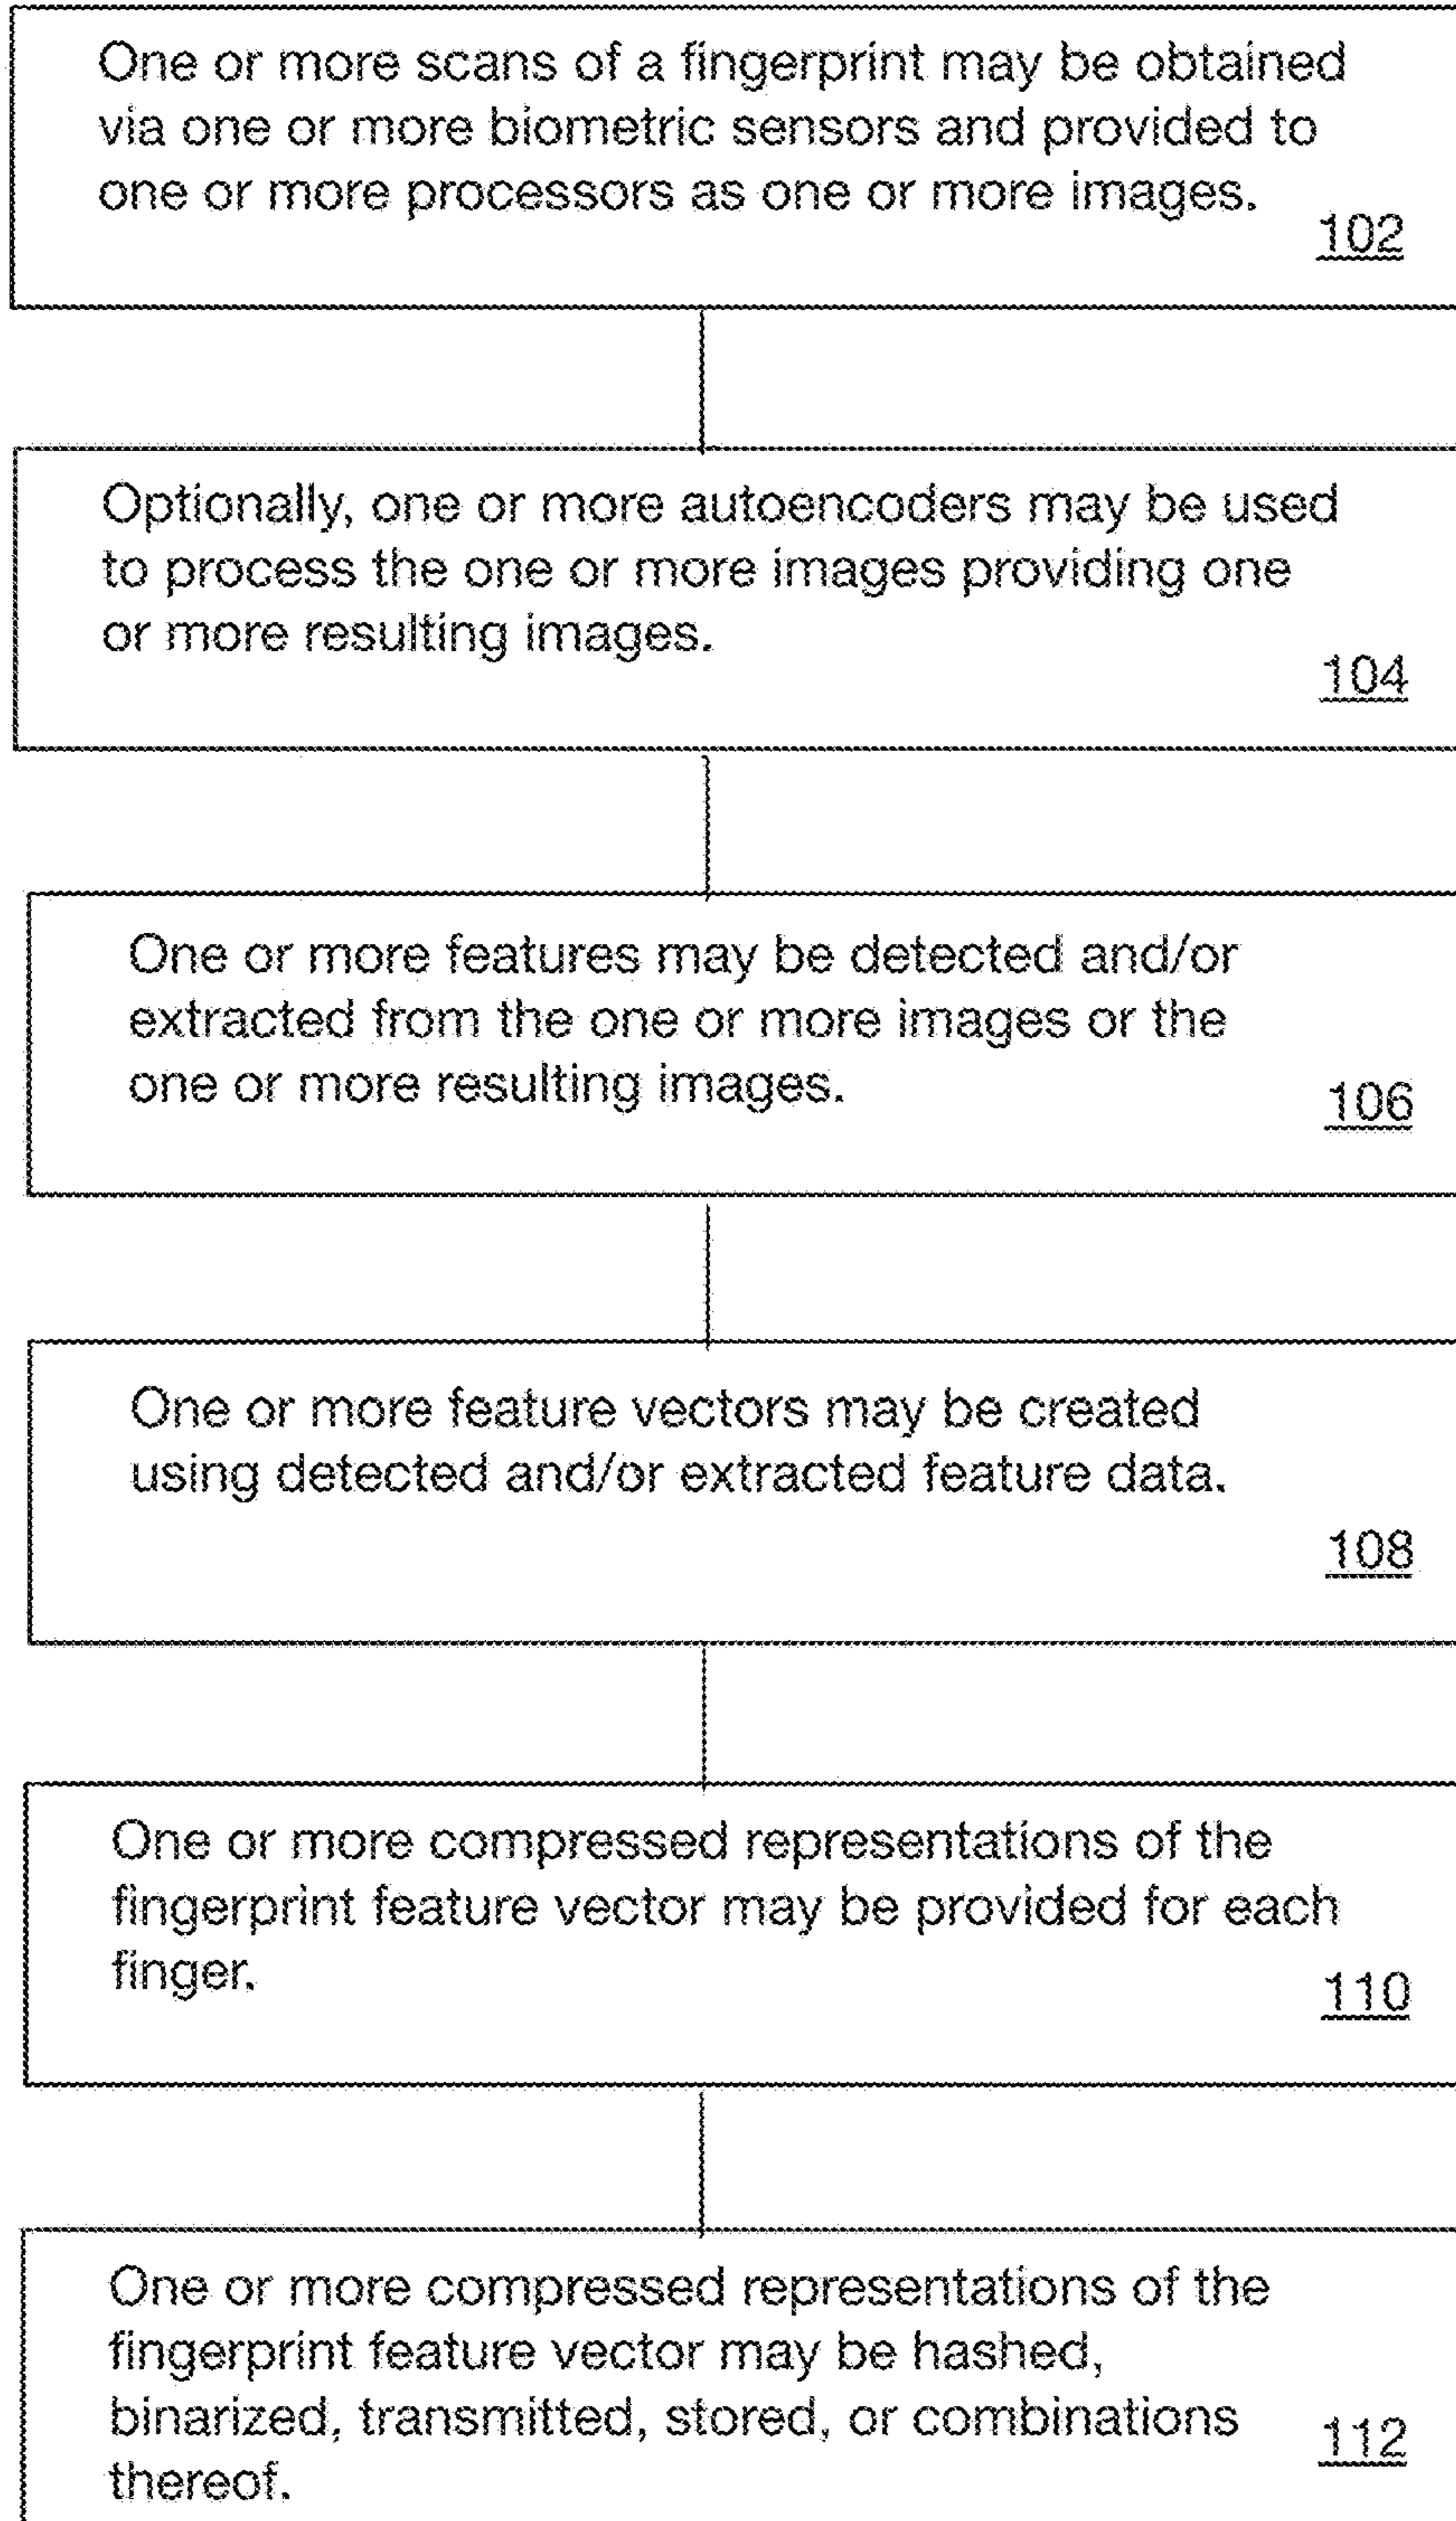 One or more scans of a fingerprint may be obtained
via one or more biometric sensors and provided to
one or more processors as one or more images.
102
Optionally, one or more autoencoders may be used
to process the one or more images providing one
or more resulting images.
104
One or more features may be detected and/or
extracted from the one or more images or the
one or more resulting images.
106
One or more feature vectors may be created
using detected and/or extracted feature data.
108
One or more compressed representations of the
fingerprint feature vector may be provided for each
finger.
110
One or more compressed representations of the
fingerprint feature vector may be hashed,
binarized, transmitted, stored, or combinations
thereof.
112